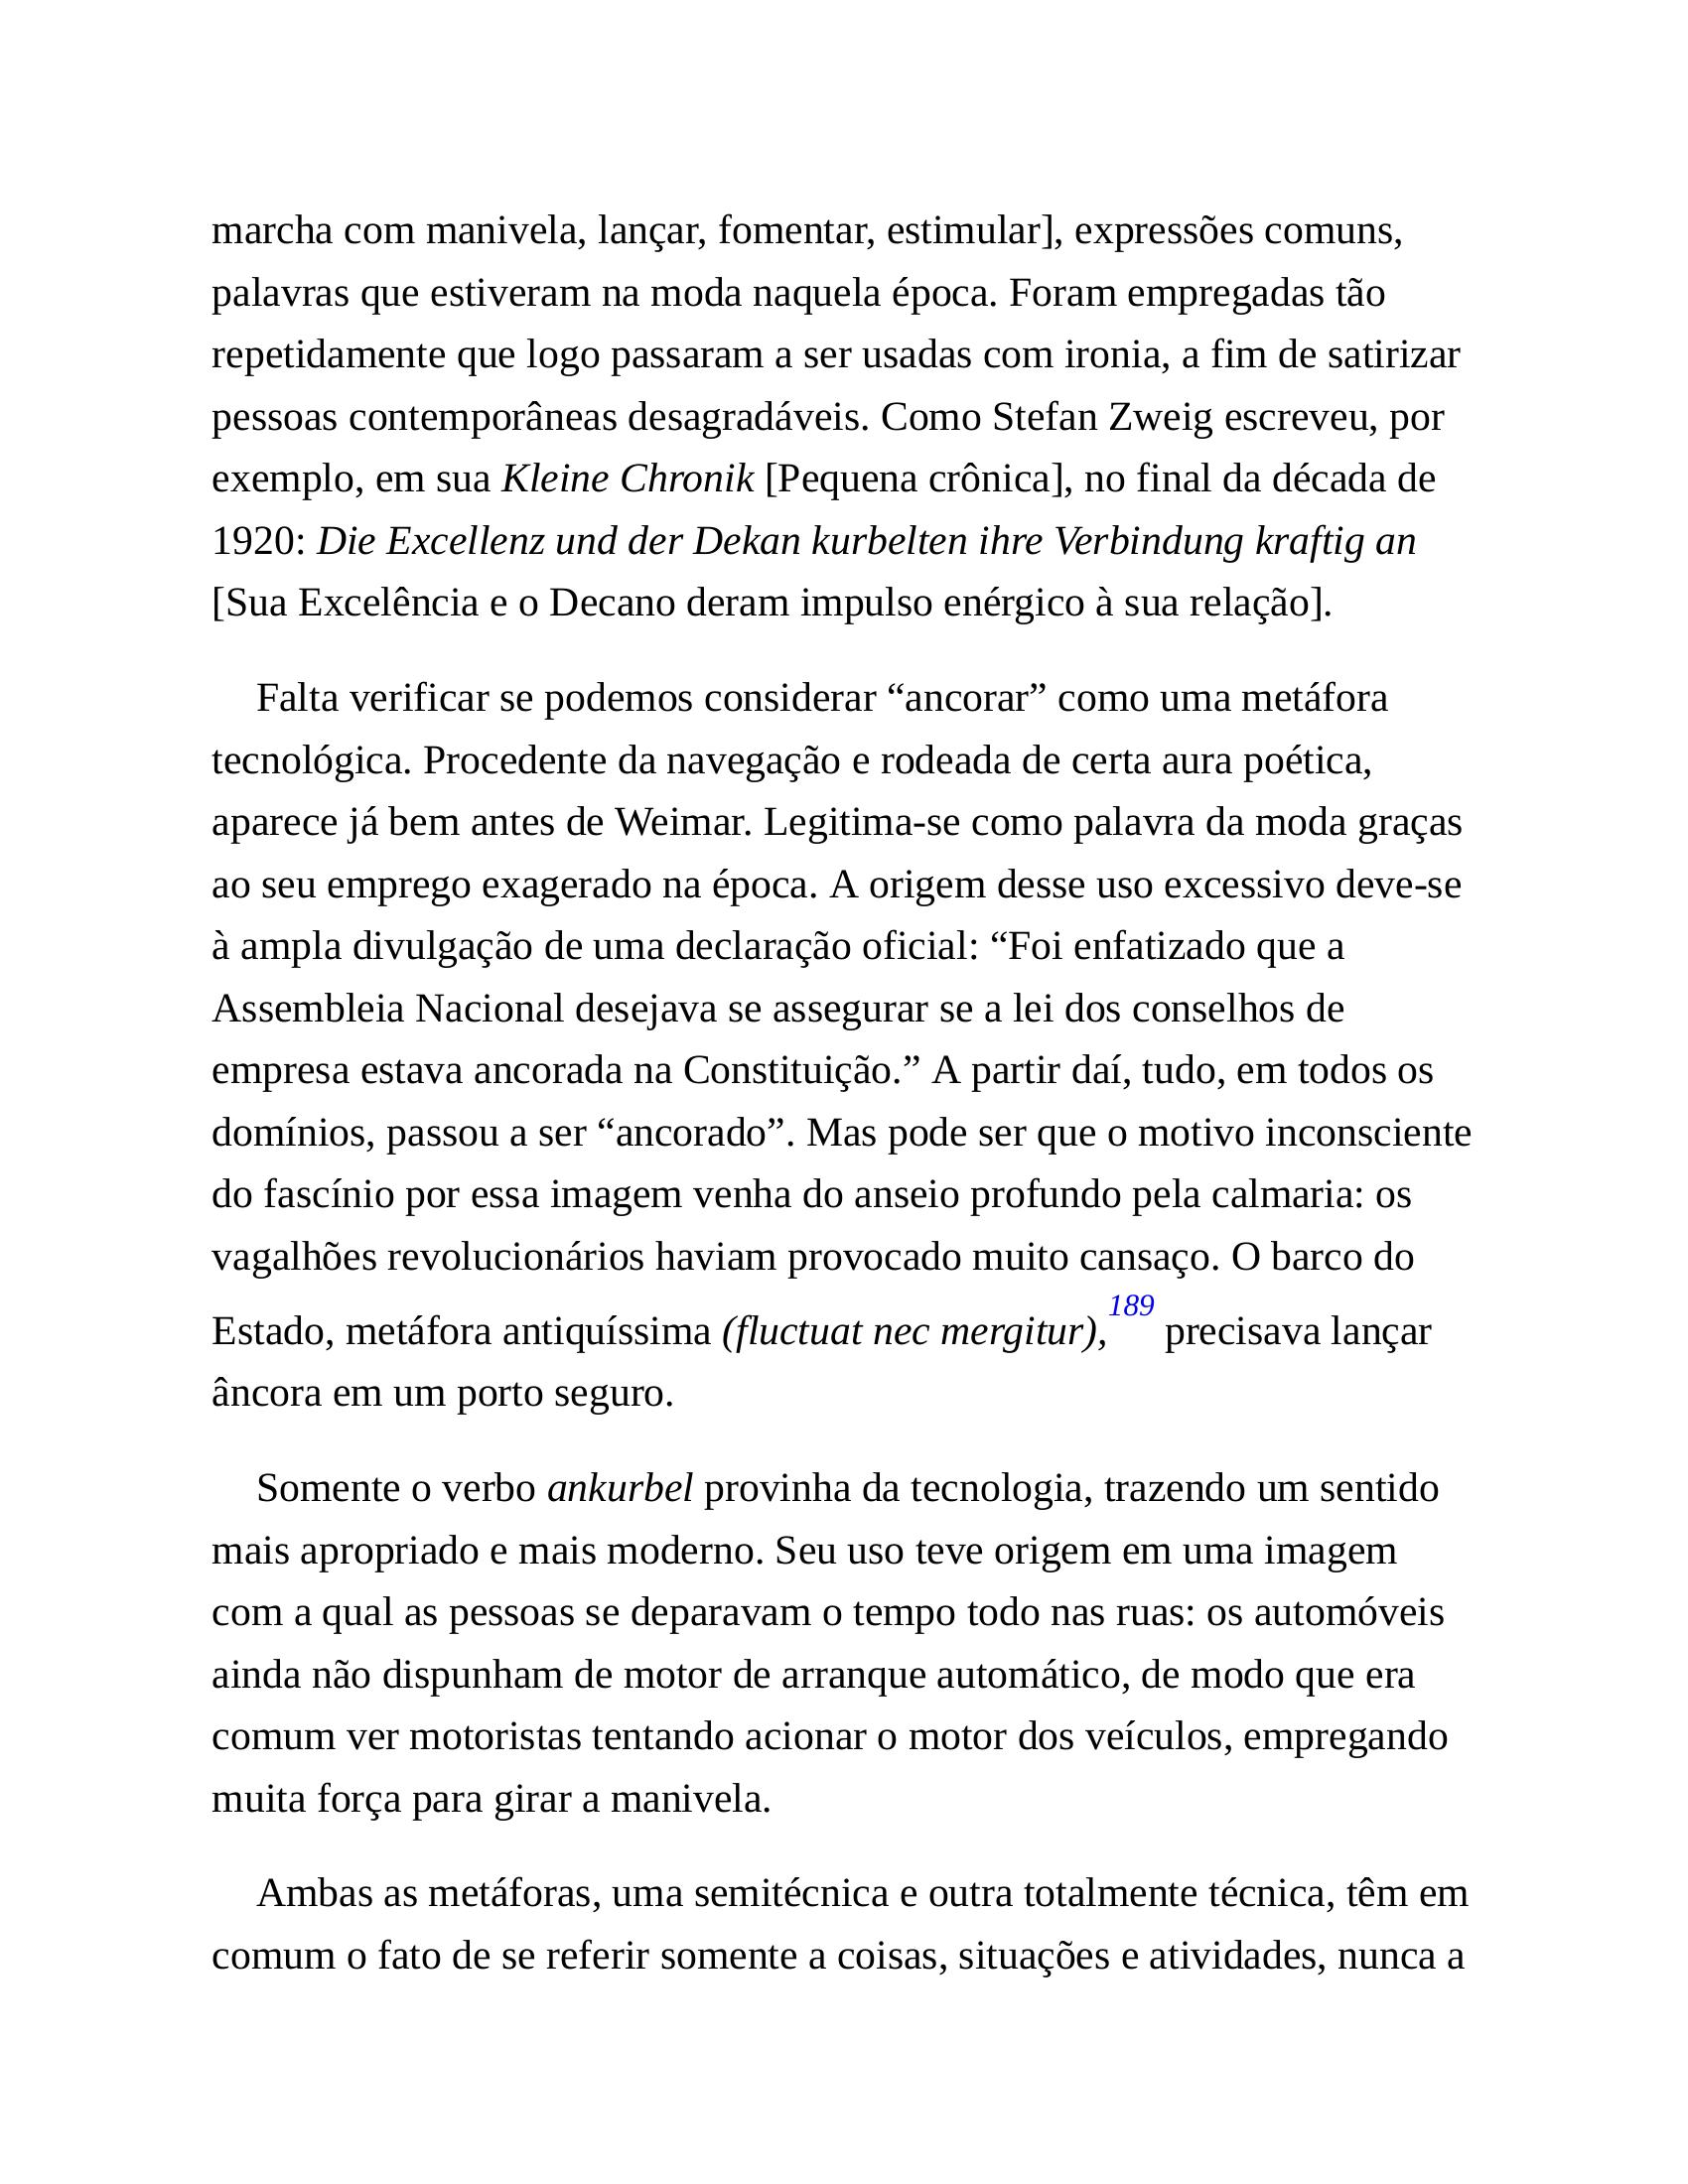 marcha com manivela, lançar, fomentar, estimular], expressões comuns,
palavras que estiveram na moda naquela época. Foram empregadas tão
repetidamente que logo passaram a ser usadas com ironia, a fim de satirizar
pessoas contemporâneas desagradáveis. Como Stefan Zweig escreveu, por
exemplo, em sua Kleine Chronik [Pequena crônica], no final da década de
1920: Die Excellenz und der Dekan kurbelten ihre Verbindung kraftig an
[Sua Excelência e o Decano deram impulso enérgico à sua relação].
Falta verificar se podemos considerar “ancorar” como uma metáfora
tecnológica. Procedente da navegação e rodeada de certa aura poética,
aparece já bem antes de Weimar. Legitima-se como palavra da moda graças
ao seu emprego exagerado na época. A origem desse uso excessivo deve-se
à ampla divulgação de uma declaração oficial: “Foi enfatizado que a
Assembleia Nacional desejava se assegurar se a lei dos conselhos de
empresa estava ancorada na Constituição.” A partir daí, tudo, em todos os
domínios, passou a ser “ancorado”. Mas pode ser que o motivo inconsciente
do fascínio por essa imagem venha do anseio profundo pela calmaria: os
vagalhões revolucionários haviam provocado muito cansaço. O barco do
Estado, metáfora antiquíssima (fluctuat nec mergitur),189 precisava lançar
âncora em um porto seguro.
Somente o verbo ankurbel provinha da tecnologia, trazendo um sentido
mais apropriado e mais moderno. Seu uso teve origem em uma imagem
com a qual as pessoas se deparavam o tempo todo nas ruas: os automóveis
ainda não dispunham de motor de arranque automático, de modo que era
comum ver motoristas tentando acionar o motor dos veículos, empregando
muita força para girar a manivela.
Ambas as metáforas, uma semitécnica e outra totalmente técnica, têm em
comum o fato de se referir somente a coisas, situações e atividades, nunca a